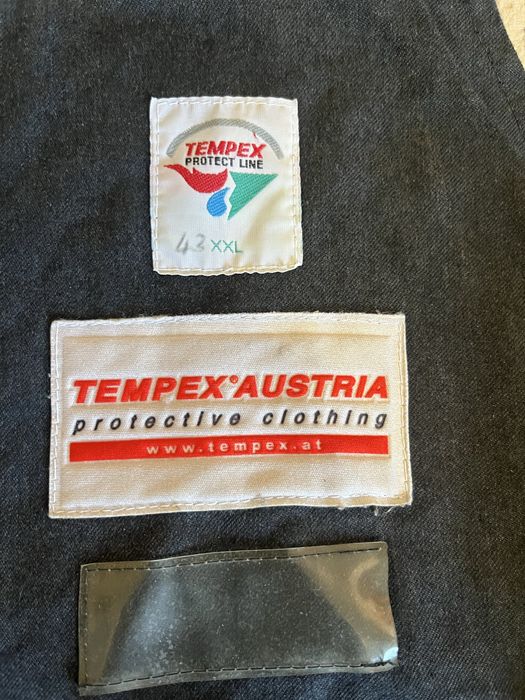 TEMPEX
PROTECT LINE
43 XXL
TEMPEX® AUSTRIA
protective clothing
www.tempex.at